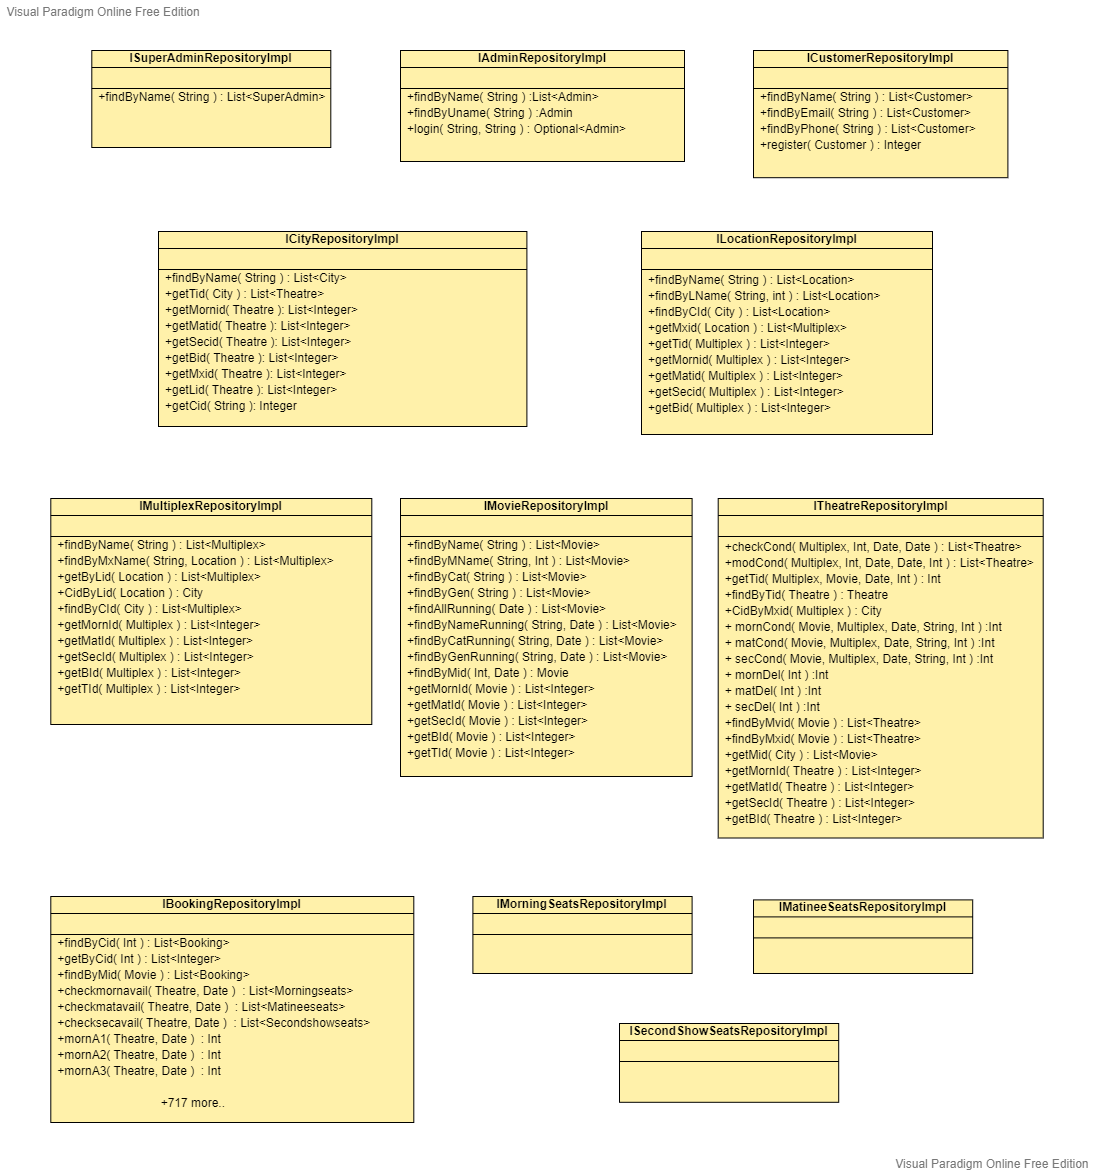 Visual Paradigm Online Free Edition
ISuperAdminRepositoryImpl
+findByName( String ) : List<SuperAdmin>
IAdminRepositoryImpl
+findByName( String ) :List<Admin>
+findByUname( String ) :Admin
+login( String, String ) : Optional<Admin>
ICustomerRepositoryImpl
+findByName( String ) : List<Customer>
+findByEmail( String ) : List<Customer>
+findByPhone( String ) : List<Customer>
+register( Customer ) : Integer
ICityRepositoryImpl
+findByName( String ) : List<City>
+getTid( City ) : List<Theatre>
+getMornid( Theatre ): List<Integer>
+getMatid( Theatre ): List<Integer>
+getSecid( Theatre ): List<Integer>
+getBid( Theatre ): List<Integer>
+getMxid( Theatre ): List<Integer>
+getLid( Theatre ): List<Integer>
+getCid( String ): Integer
ILocationRepositoryImpl
+findByName( String ) : List<Location>
+findByLName( String, int ) : List<Location>
+findByCId( City ) : List<Location>
+getMxid( Location ) : List<Multiplex>
+getTid( Multiplex ) : List<Integer>
+getMornid( Multiplex ) : List<Integer>
+getMatid( Multiplex ) : List<Integer>
+getSecid( Multiplex ) : List<Integer>
+getBid( Multiplex ) : List<Integer>
IMultiplexRepositoryImpl
+findByName( String ) : List<Multiplex>
+findByMxName( String, Location ) : List<Multiplex>
+getByLid( Location ) : List<Multiplex>
+CidByLid( Location ) : City
+findByCId( City ) : List<Multiplex>
+getMornId( Multiplex ) : List<Integer>
+getMatId( Multiplex ) : List<Integer>
+getSecId( Multiplex ) : List<Integer>
+getBId( Multiplex ) : List<Integer>
+getTId( Multiplex ) : List<Integer>
IMovieRepositoryImpl
+findByName( String ) : List<Movie>
+findByMName( String, Int ) : List<Movie>
+findByCat( String ) : List<Movie>
+findByGen( String ) : List<Movie>
+findAllRunning( Date ) : List<Movie>
+findByNameRunning( String, Date ) : List<Movie>
+findByCatRunning( String, Date ) : List<Movie>
+findByGenRunning( String, Date ) : List<Movie>
+findByMid( Int, Date ) : Movie
+getMornId( Movie ) : List<Integer>
+getMatId( Movie ) : List<Integer>
+getSecId( Movie ) : List<Integer>
+getBId( Movie ) : List<Integer>
+getTId( Movie ) : List<Integer>
ITheatreRepositoryImpl
+checkCond( Multiplex, Int, Date, Date ) : List<Theatre>
+modCond( Multiplex, Int, Date, Date, Int ) : List<Theatre>
+getTid( Multiplex, Movie, Date, Int ) : Int
+findByTid( Theatre ) : Theatre
+CidByMxid( Multiplex ) : City
+ mornCond( Movie, Multiplex, Date, String, Int ) :Int
+ matCond( Movie, Multiplex, Date, String, Int ) :Int
+ secCond( Movie, Multiplex, Date, String, Int ) :Int
+ mornDel( Int ) :Int
+ matDel( Int ) :Int
+ secDel( Int ) :Int
+findByMvid( Movie ) : List<Theatre>
+findByMxid( Movie ) : List<Theatre>
+getMid( City ) : List<Movie>
+getMornId( Theatre ) : List<Integer>
+getMatId( Theatre ) : List<Integer>
+getSecId( Theatre ) : List<Integer>
+getBId( Theatre ) : List<Integer>
IBookingRepositoryImpl
+findByCid( Int ) : List<Booking>
+getByCid( Int ) : List<Integer>
+findByMid( Movie ) : List<Booking>
+checkmornavail( Theatre, Date )  : List<Morningseats>
+checkmatavail( Theatre, Date )  : List<Matineeseats>
+checksecavail( Theatre, Date )  : List<Secondshowseats>
+mornA1( Theatre, Date )  : Int
+mornA2( Theatre, Date )  : Int
+mornA3( Theatre, Date )  : Int
+717 more..
IMorningSeatsRepositoryImpl
IMatineeSeatsRepositoryImpl
ISecondShowSeatsRepositoryImpl
Visual Paradigm Online Free Edition